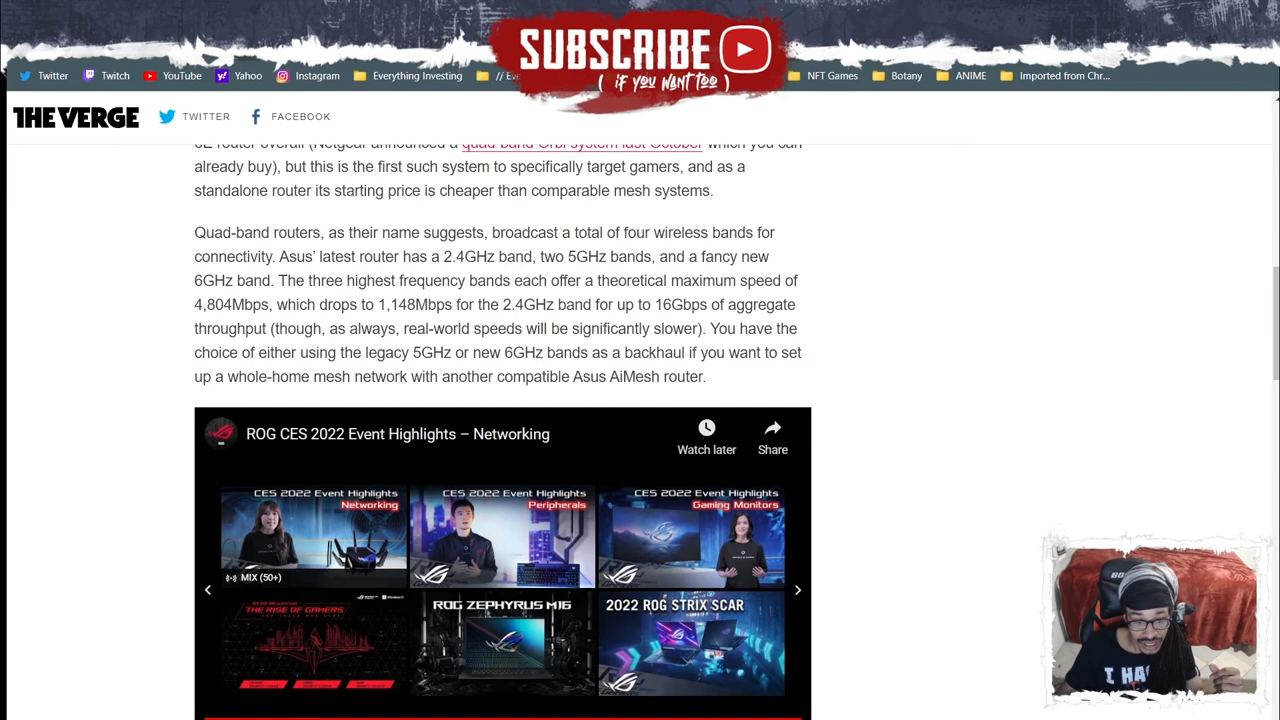 SUBSCRIBE
( if you want too )
Twitter
Twitch
YouTube
Yahoo
Instagram
Everything Investing
NFT Games
Botany
ANIME
Imported from Chr...
THE VERGE
TWITTER
FACEBOOK
6E router overall (Netgear announced a quad-band Orbi system last October which you can
already buy), but this is the first such system to specifically target gamers, and as a
standalone router its starting price is cheaper than comparable mesh systems.
Quad-band routers, as their name suggests, broadcast a total of four wireless bands for
connectivity. Asus’ latest router has a 2.4GHz band, two 5GHz bands, and a fancy new
6GHz band. The three highest frequency bands each offer a theoretical maximum speed of
4,804Mbps, which drops to 1,148Mbps for the 2.4GHz band for up to 16Gbps of aggregate
throughput (though, as always, real-world speeds will be significantly slower). You have the
choice of either using the legacy 5GHz or new 6GHz bands as a backhaul if you want to set
up a whole-home mesh network with another compatible Asus AiMesh router.
ROG CES 2022 Event Highlights – Networking
Watch later
Share
CES 2022 Event Highlights
Networking
MIX (50+)
CES 2022 Event Highlights
Peripherals
CES 2022 Event Highlights
Gaming Monitors
THE RISE OF GAMERS
ROG ZEPHYRUS M16
2022 ROG STRIX SCAR
I HA